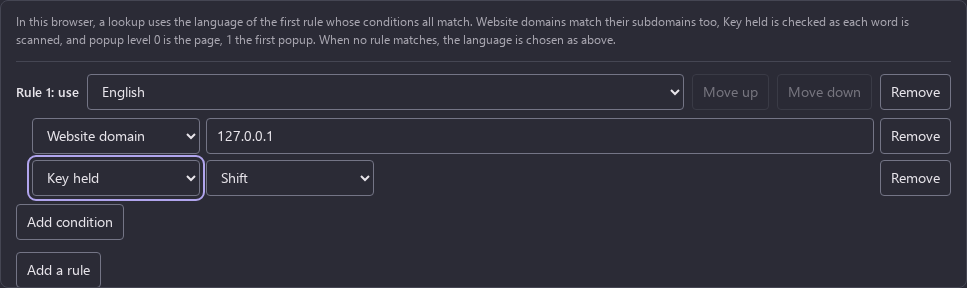 In this browser, a lookup uses the language of the first rule whose conditions all match. Website domains match their subdomains too, Key held is checked as each word is
scanned, and popup level 0 is the page, 1 the first popup. When no rule matches, the language is chosen as above.
Rule 1: use English Move up Move down Remove
Website domain 127.0.0.1 Remove
Key held Shift Remove
Add condition
Add a rule